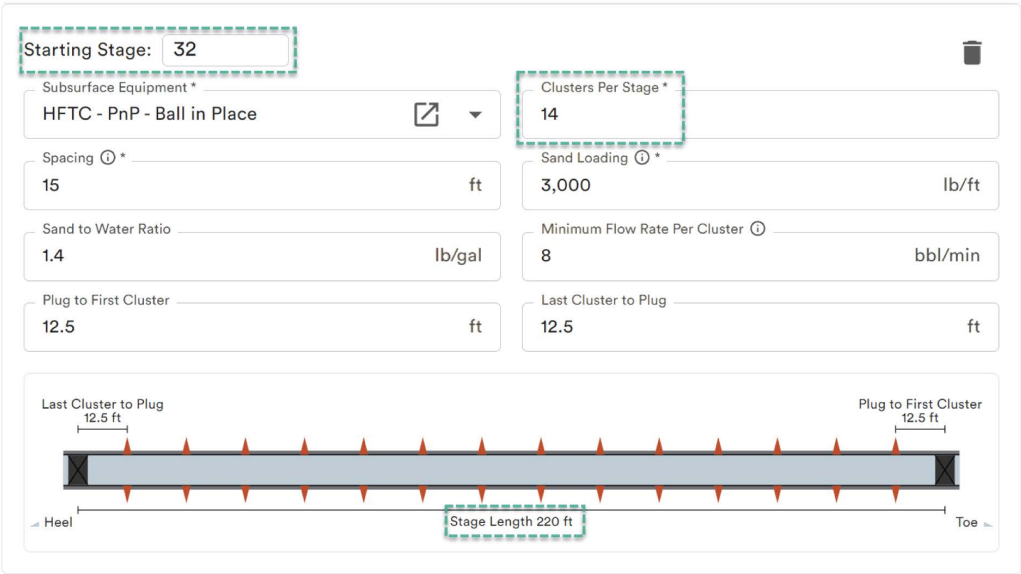 Starting Stage: 32
Subsurface Equipment *
HFTC - PnP - Ball in Place
Clusters Per Stage *
14
Spacing *
15 ft
Sand Loading *
3,000 lb/ft
Sand to Water Ratio
1.4 lb/gal
Minimum Flow Rate Per Cluster
8 bbl/min
Plug to First Cluster
12.5 ft
Last Cluster to Plug
12.5 ft
Last Cluster to Plug
12.5 ft
Plug to First Cluster
12.5 ft
Heel
Stage Length 220 ft
Toe